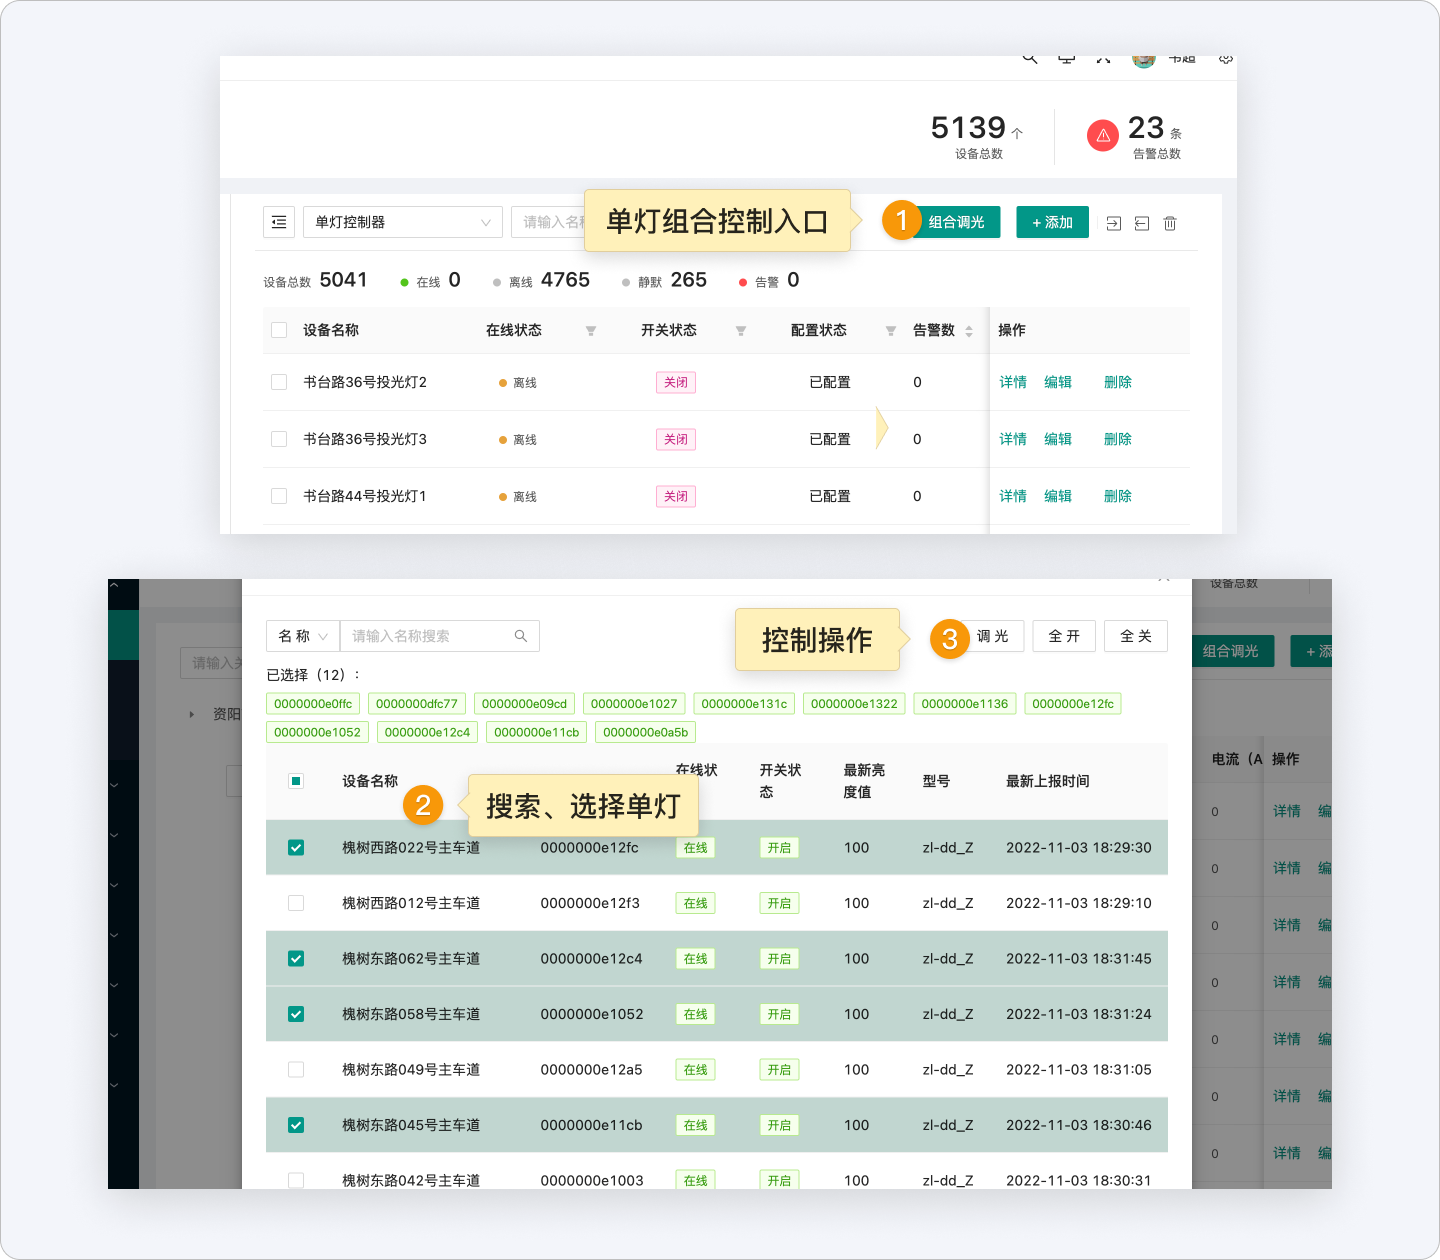 5139 个
设备总数
23 条
告警总数
单灯控制器
请输入名称
单灯组合控制入口
1
组合调光
+ 添加
设备总数 5041
在线 0
离线 4765
静默 265
告警 0
设备名称 在线状态 开关状态 配置状态 告警数 操作
书台路36号投光灯2 离线 关闭 已配置 0 详情 编辑 删除
书台路36号投光灯3 离线 关闭 已配置 0 详情 编辑 删除
书台路44号投光灯1 离线 关闭 已配置 0 详情 编辑 删除
设备总数
名 称 请输入名称搜索
控制操作
3
调 光
全 开
全 关
请输入关
组合调光
+ 添
已选择（12）：
0000000e0ffc 0000000dfc77 0000000e09cd 0000000e1027 0000000e131c 0000000e1322 0000000e1136 0000000e12fc
0000000e1052 0000000e12c4 0000000e11cb 0000000e0a5b
资阳
设备名称 在线状 开关状态 最新亮度值 型号 最新上报时间
电流（A 操作
2
搜索、选择单灯
槐树西路022号主车道 0000000e12fc 在线 开启 100 zl-dd_Z 2022-11-03 18:29:30
槐树西路012号主车道 0000000e12f3 在线 开启 100 zl-dd_Z 2022-11-03 18:29:10
槐树东路062号主车道 0000000e12c4 在线 开启 100 zl-dd_Z 2022-11-03 18:31:45
槐树东路058号主车道 0000000e1052 在线 开启 100 zl-dd_Z 2022-11-03 18:31:24
槐树东路049号主车道 0000000e12a5 在线 开启 100 zl-dd_Z 2022-11-03 18:31:05
槐树东路045号主车道 0000000e11cb 在线 开启 100 zl-dd_Z 2022-11-03 18:30:46
槐树东路042号主车道 0000000e1003 在线 开启 100 zl-dd_Z 2022-11-03 18:30:31
0 详情 编
0 详情 编
0 详情 编
0 详情 编
0 详情 编
0 详情 编
0 详情 编